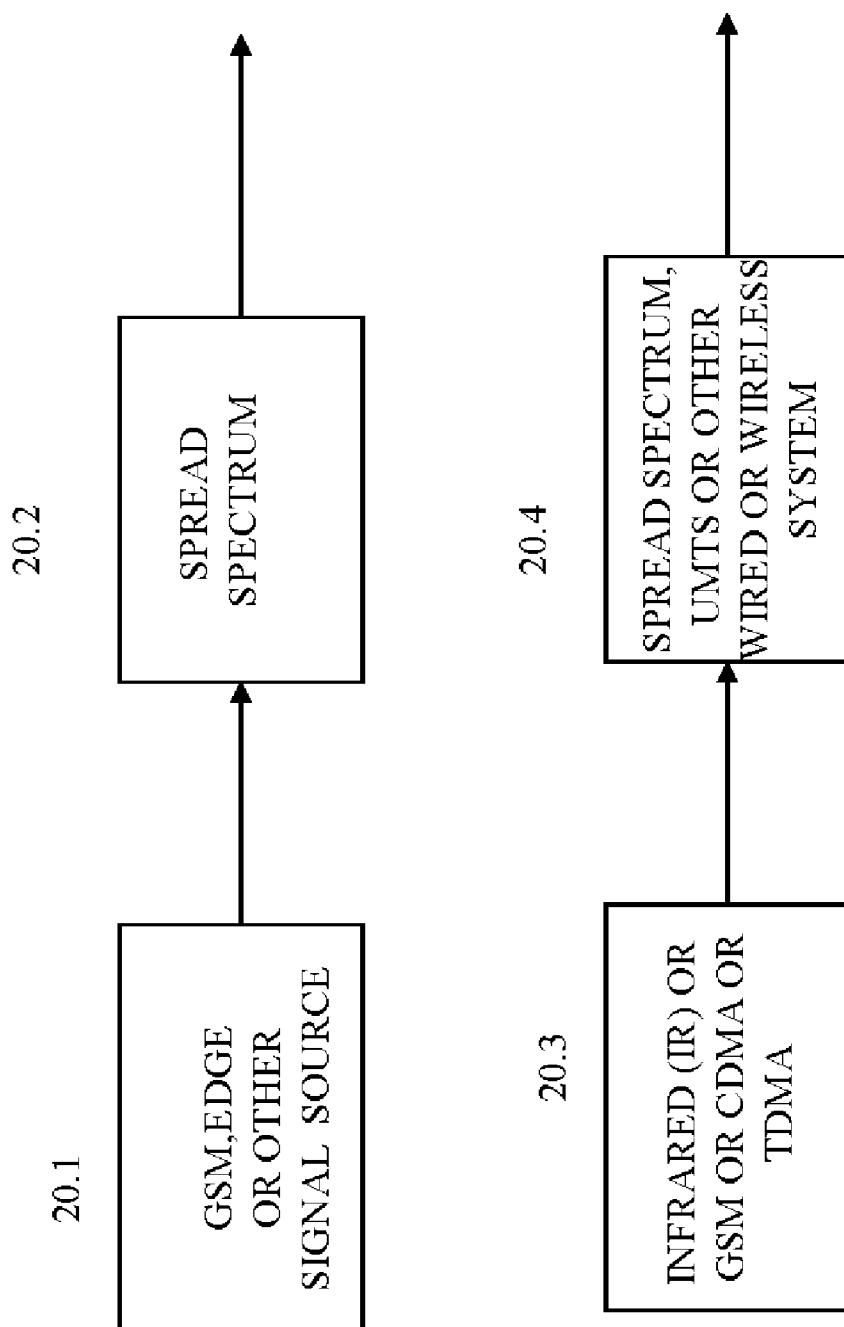 20.1
GSM,EDGE
OR OTHER
SIGNAL SOURCE
20.2
SPREAD
SPECTRUM
20.3
INFRARED (IR) OR
GSM OR CDMA OR
TDMA
20.4
SPREAD SPECTRUM,
UMTS OR OTHER
WIRED OR WIRELESS
SYSTEM